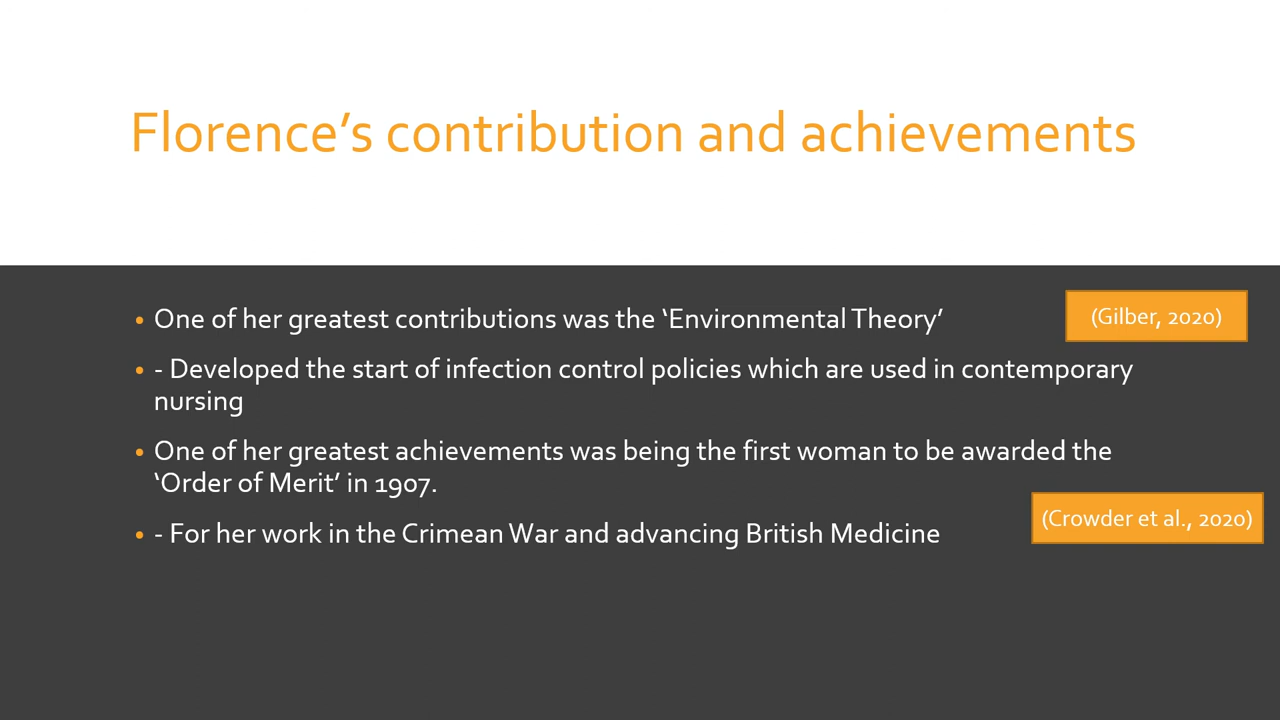 Florence’s contribution and achievements
• One of her greatest contributions was the ‘Environmental Theory’
(Gilber, 2020)
• - Developed the start of infection control policies which are used in contemporary
nursing
• One of her greatest achievements was being the first woman to be awarded the
‘Order of Merit’ in 1907.
(Crowder et al., 2020)
• - For her work in the Crimean War and advancing British Medicine